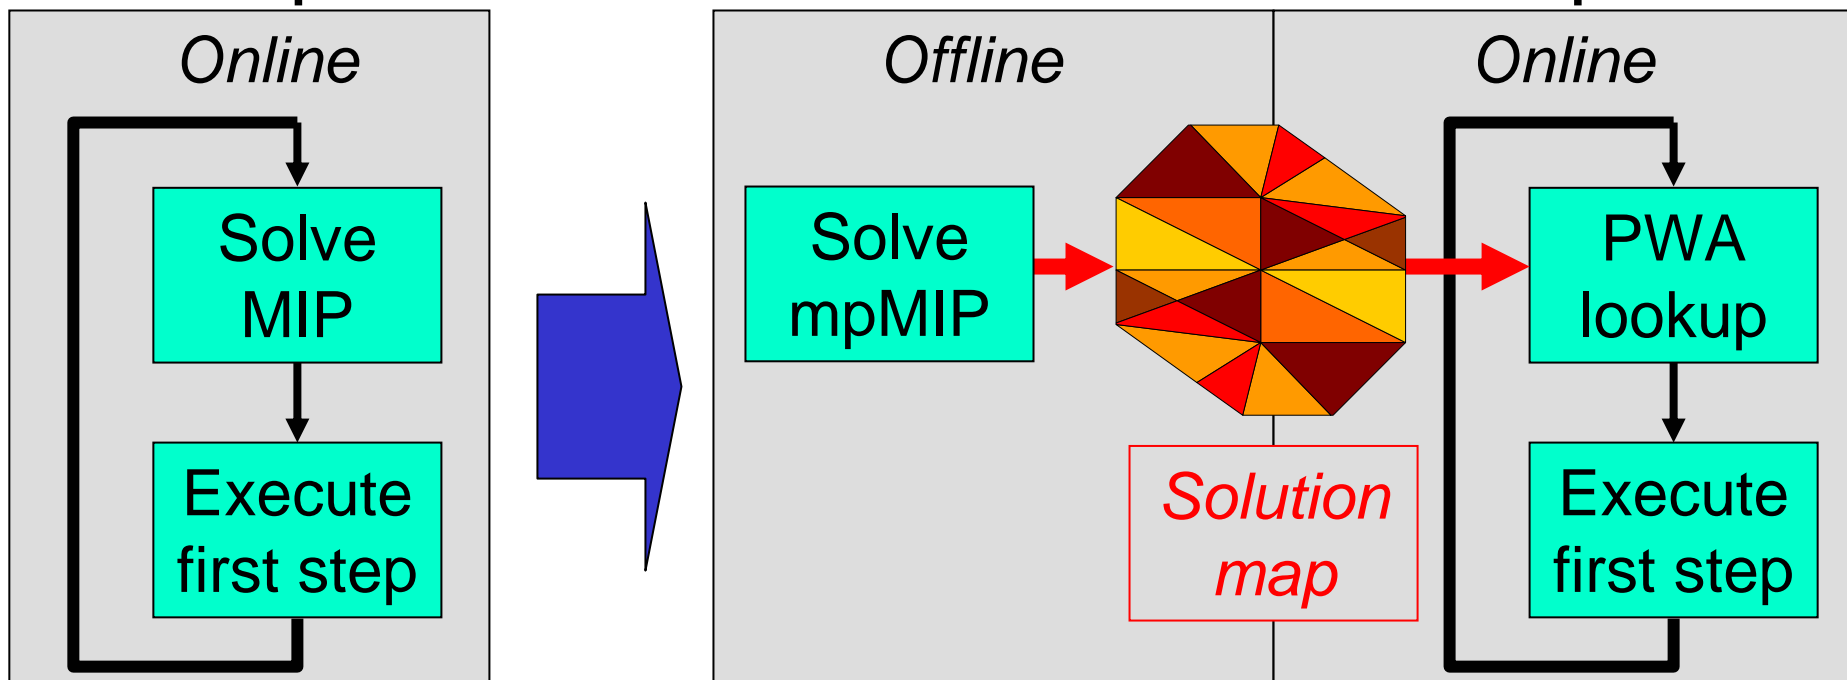 Online
Solve
MIP
Execute
first step
Offline
Solve
mpMIP
Solution
map
Online
PWA
lookup
Execute
first step